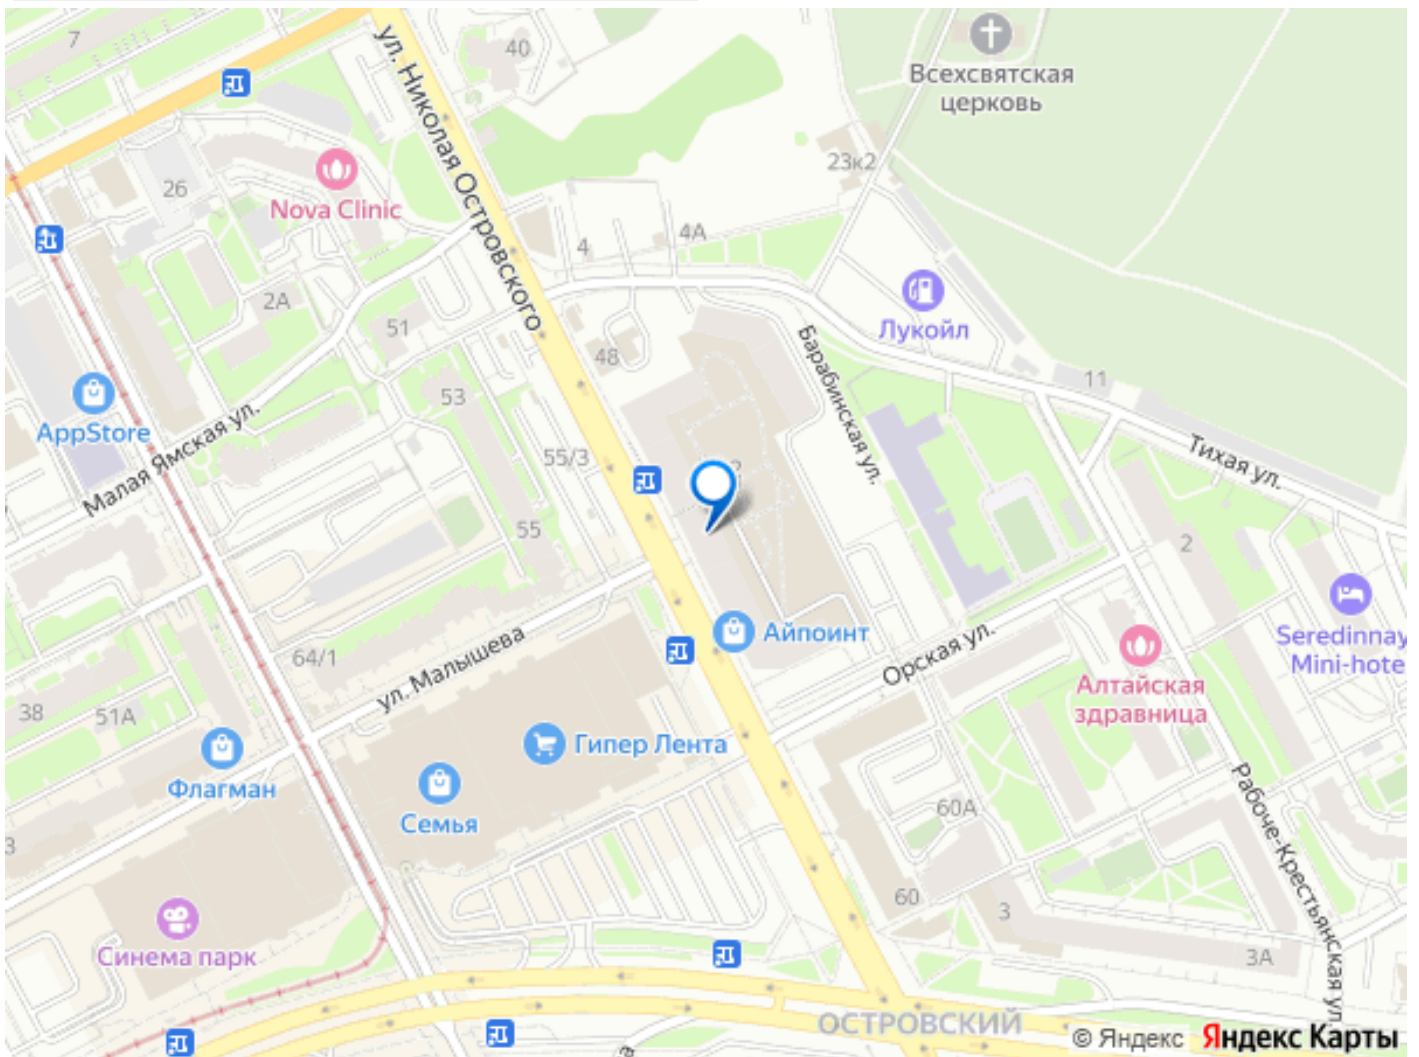 7
40
ул. Николая Островского
Всехсвятская
церковь
23к2
26
Nova Clinic
4
4А
2А
Лукойл
51
48
Барабинская ул.
11
AppStore
53
Малая Ямская ул.
55/3
Тихая ул.
55
2
Айпоинт
Seredinnay
Mini-hote
64/1
ул. Малышева
Орская ул.
Алтайская
здравница
38
51А
Гипер Лента
Флагман
Семья
60А
Рабоче-Крестьянская ул
3
60
3
Синема парк
3А
ОСТРОВСКИЙ
© Яндекс Яндекс Карты